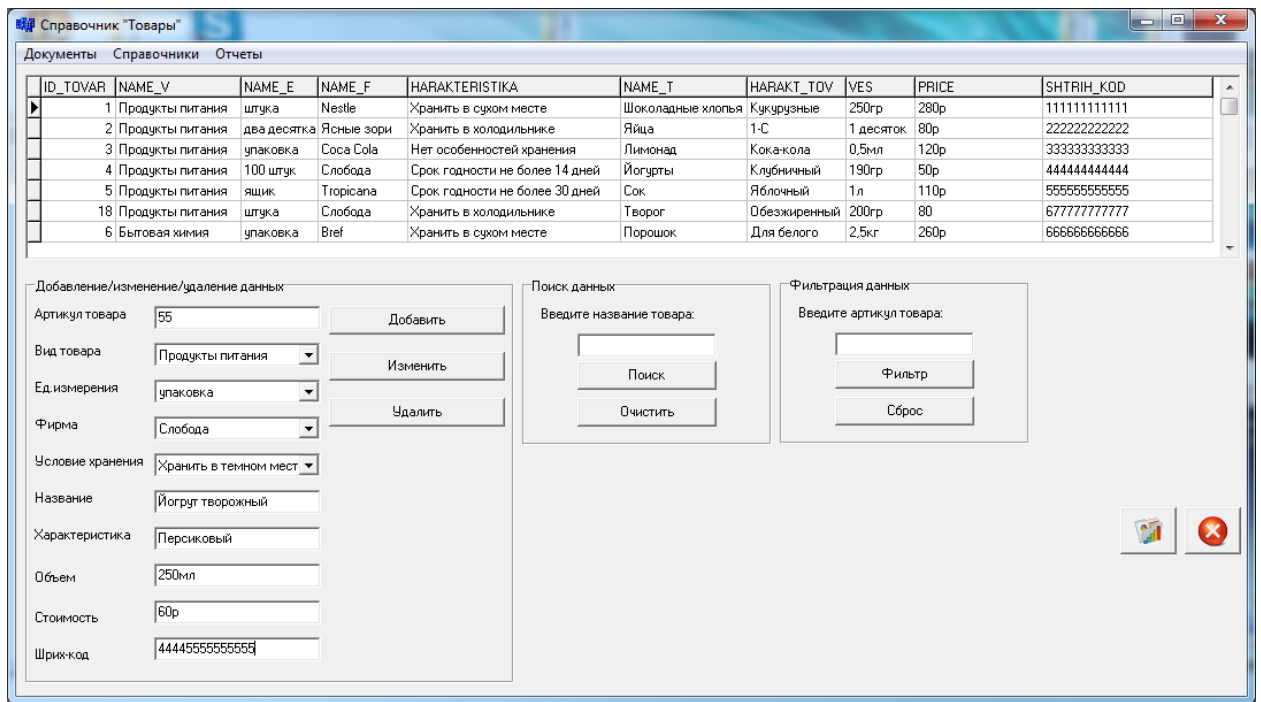 Справочник "Товары"
Документы Справочники Отчеты
ID_TOVAR NAME_V NAME_E NAME_F HARAKTERISTIKA NAME_T HARAKT_TOV VES PRICE SHTRIH_KOD
1 Продукты питания штука Nestle Хранить в сухом месте Шоколадные хлопья Кукурузные 250гр 280р 111111111111
2 Продукты питания два десятка Ясные зори Хранить в холодильнике Яйца 1-С 1 десяток 80р 222222222222
3 Продукты питания упаковка Coca Cola Нет особенностей хранения Лимонад Кока-кола 0,5мл 120р 333333333333
4 Продукты питания 100 штук Слобода Срок годности не более 14 дней Йогурты Клубничный 190гр 50р 444444444444
5 Продукты питания ящик Tropicana Срок годности не более 30 дней Сок Яблочный 1л 110р 555555555555
18 Продукты питания штука Слобода Хранить в холодильнике Творог Обезжиренный 200гр 80 677777777777
6 Бытовая химия упаковка Bref Хранить в сухом месте Порошок Для белого 2,5кг 260р 666666666666
Добавление/изменение/удаление данных
Артикул товара 55
Добавить
Вид товара Продукты питания
Изменить
Ед.измерения упаковка
Удалить
Фирма Слобода
Условие хранения Хранить в темном мест
Название Йогрут творожный
Характеристика Персиковый
Объем 250мл
Стоимость 60р
Шрих-код 44445555555555
Поиск данных
Введите название товара:
Поиск
Очистить
Фильтрация данных
Введите артикул товара:
Фильтр
Сброс